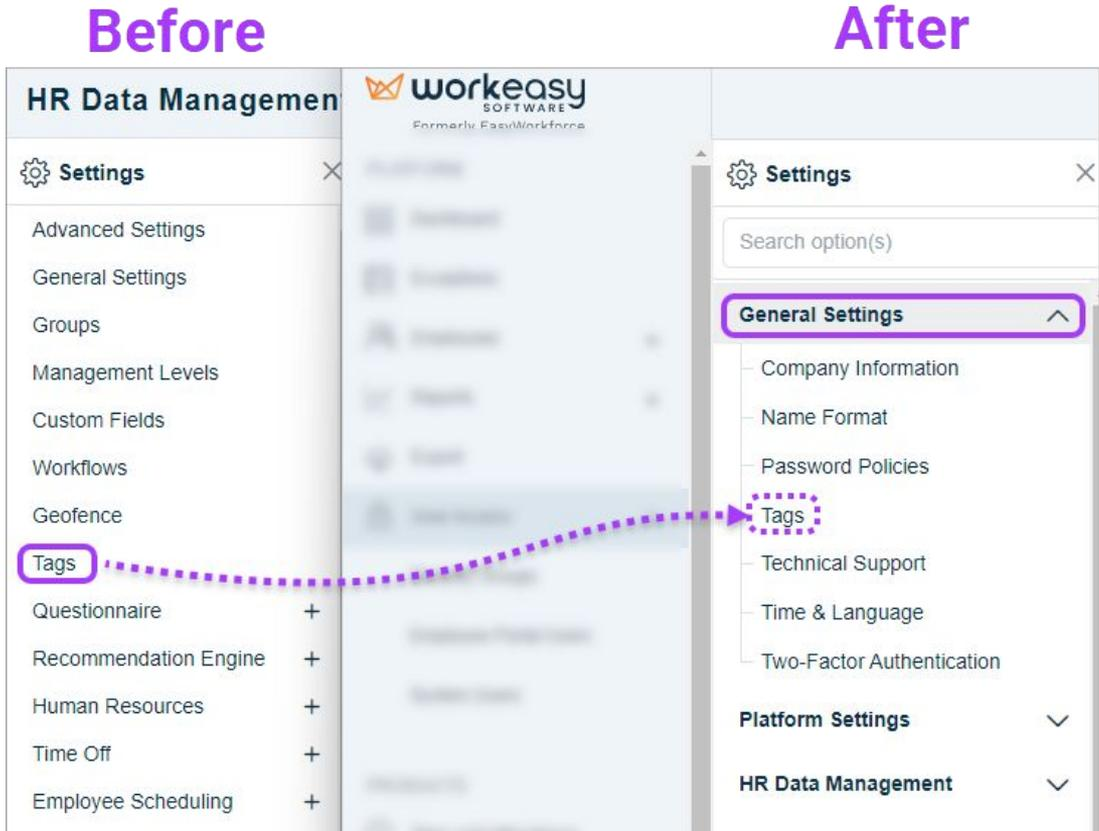 Before
After
HR Data Managemen
Settings
Advanced Settings
General Settings
Groups
Management Levels
Custom Fields
Workflows
Geofence
Tags
Questionnaire
Recommendation Engine
Human Resources
Time Off
Employee Scheduling
workeasy
SOFTWARE
Formerly EasyWorkforce
Settings
Search option(s)
General Settings
Company Information
Name Format
Password Policies
Tags
Technical Support
Time & Language
Two-Factor Authentication
Platform Settings
HR Data Management